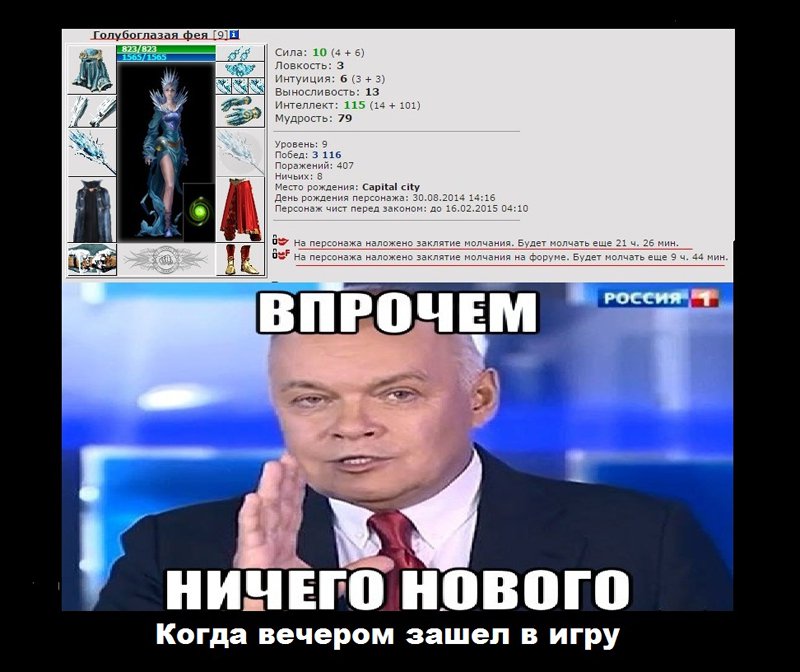 Голубоглазая фея [9] i
823/823
1565/1565
Сила: 10 (4 + 6)
Ловкость: 3
Интуиция: 6 (3 + 3)
Выносливость: 13
Интеллект: 115 (14 + 101)
Мудрость: 79
Уровень: 9
Побед: 3 116
Поражений: 407
Ничьих: 8
Место рождения: Capital city
День рождения персонажа: 30.08.2014 14:16
Персонаж чист перед законом: до 16.02.2015 04:10
На персонажа наложено заклятие молчания. Будет молчать еще 21 ч. 26 мин.
На персонажа наложено заклятие молчания на форуме. Будет молчать еще 9 ч. 44 мин.
ВПРОЧЕМ
РОССИЯ 1
НИЧЕГО НОВОГО
Когда вечером зашел в игру